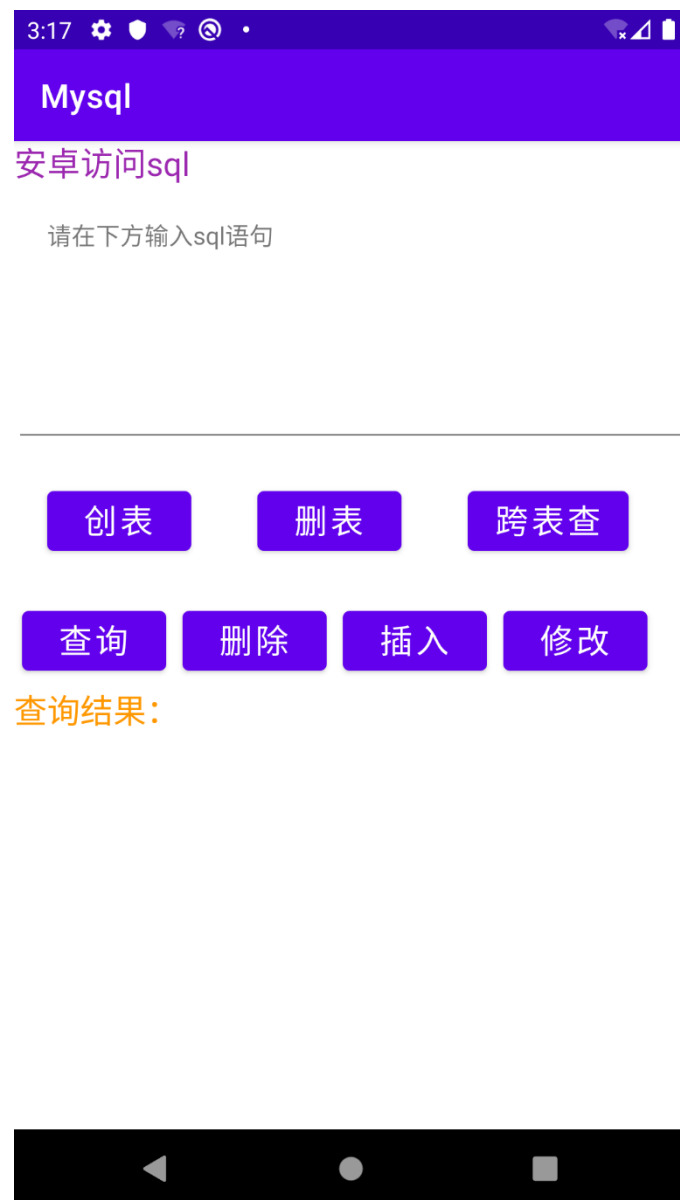 3:17
Mysql
安卓访问sql
请在下方输入sql语句
创表 删表 跨表查
查询 删除 插入 修改
查询结果：